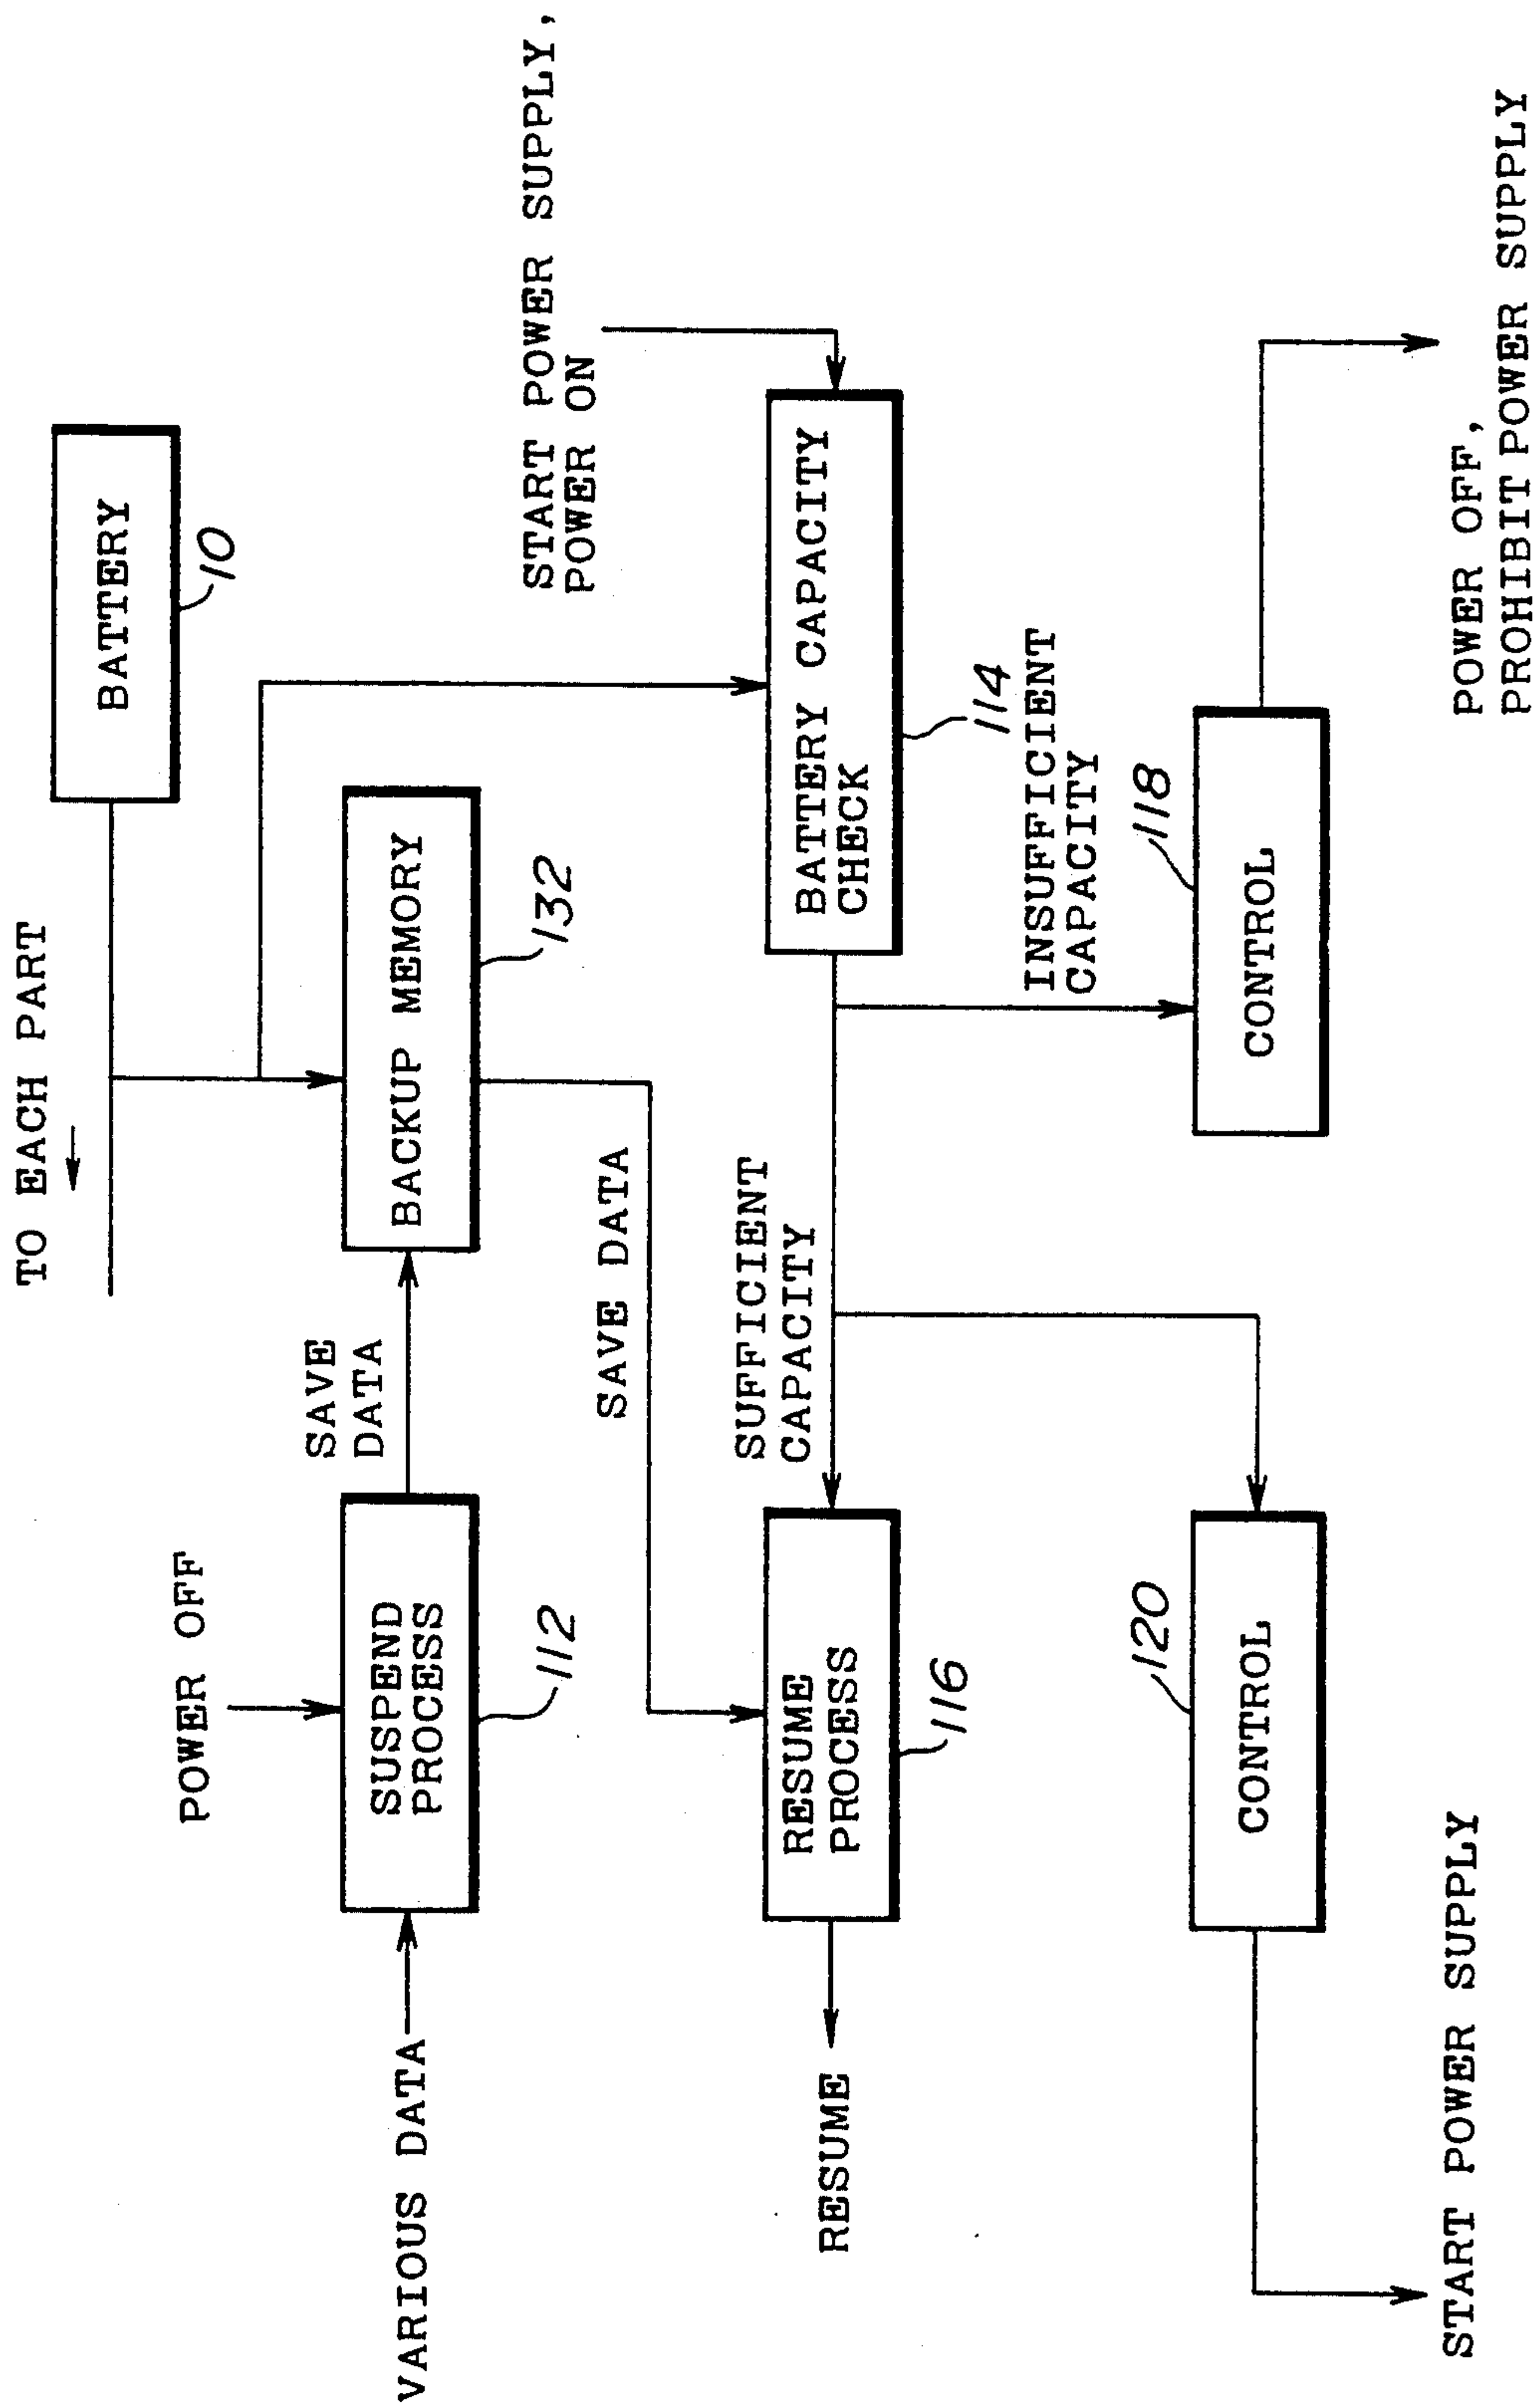 TO EACH PART
BATTERY
10
POWER OFF
SAVE
DATA
VARIOUS DATA
SUSPEND
PROCESS
112
BACKUP MEMORY
132
SAVE DATA
START POWER SUPPLY,
POWER ON
RESUME
RESUME
PROCESS
116
SUFFICIENT
CAPACITY
BATTERY CAPACITY
CHECK
114
INSUFFICIENT
CAPACITY
120
CONTROL
118
CONTROL
START POWER SUPPLY
POWER OFF,
PROHIBIT POWER SUPPLY